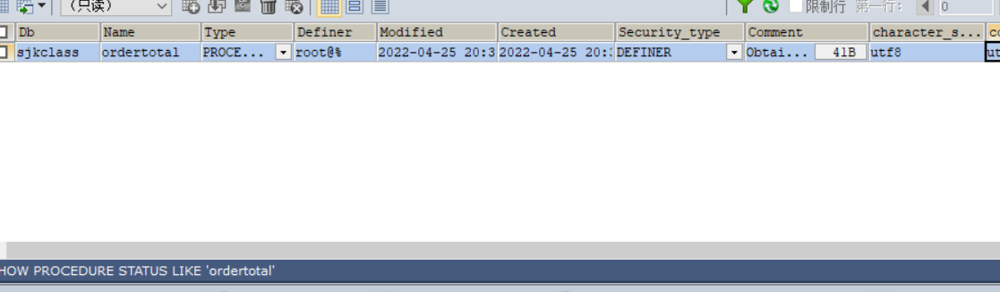 (只读) 限制行 第一行: 0
Db Name Type Definer Modified Created Security_type Comment character_s... co
sjkclass ordertotal PROCE... root@% 2022-04-25 20:3 2022-04-25 20: DEFINER Obtai... 41B utf8 ut
HOW PROCEDURE STATUS LIKE 'ordertotal'